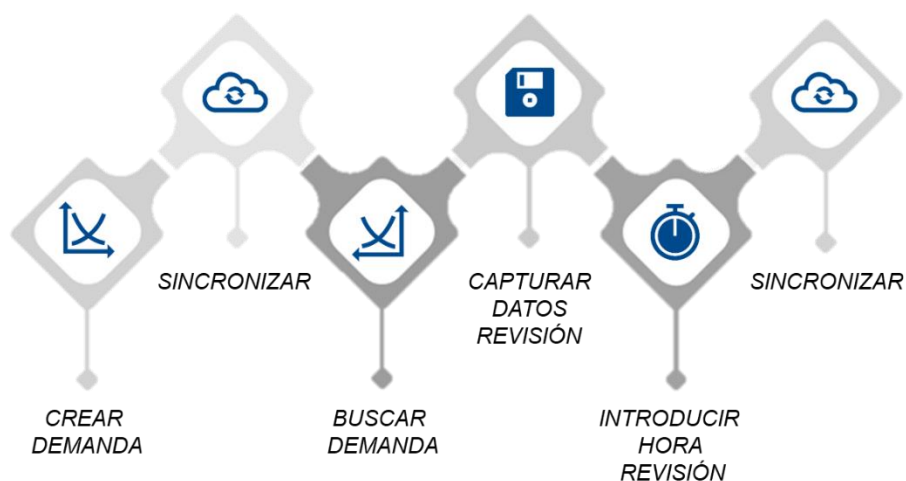 CREAR
DEMANDA
SINCRONIZAR
BUSCAR
DEMANDA
CAPTURAR
DATOS
REVISIÓN
INTRODUCIR
HORA
REVISIÓN
SINCRONIZAR